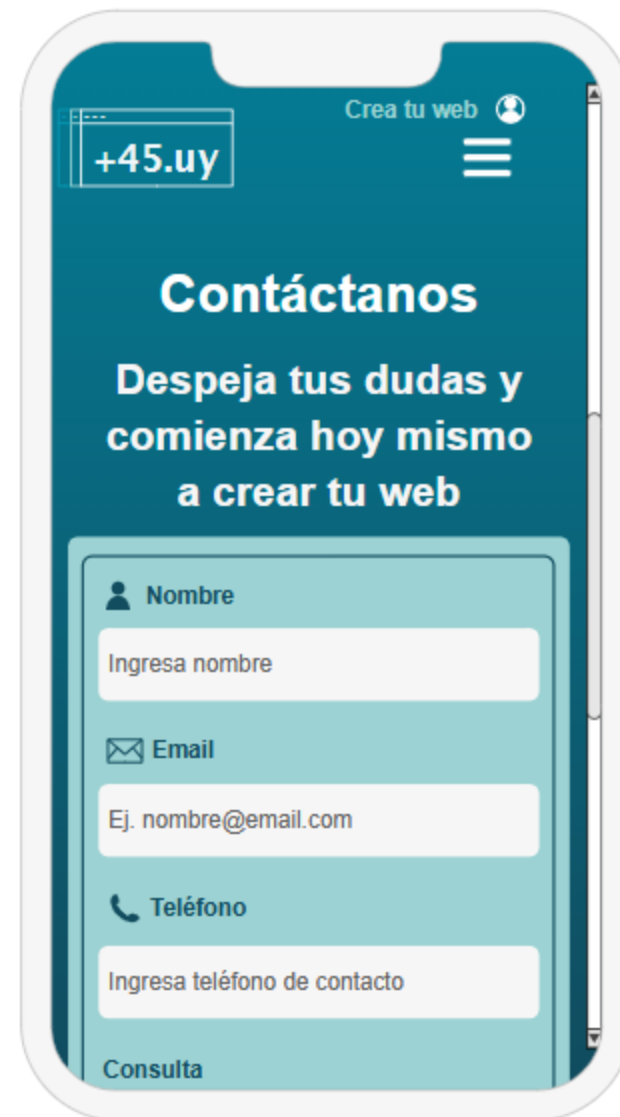 Crea tu web
+45.uy
Contáctanos
Despeja tus dudas y
comienza hoy mismo
a crear tu web
Nombre
Ingresa nombre
Email
Ej. nombre@email.com
Teléfono
Ingresa teléfono de contacto
Consulta